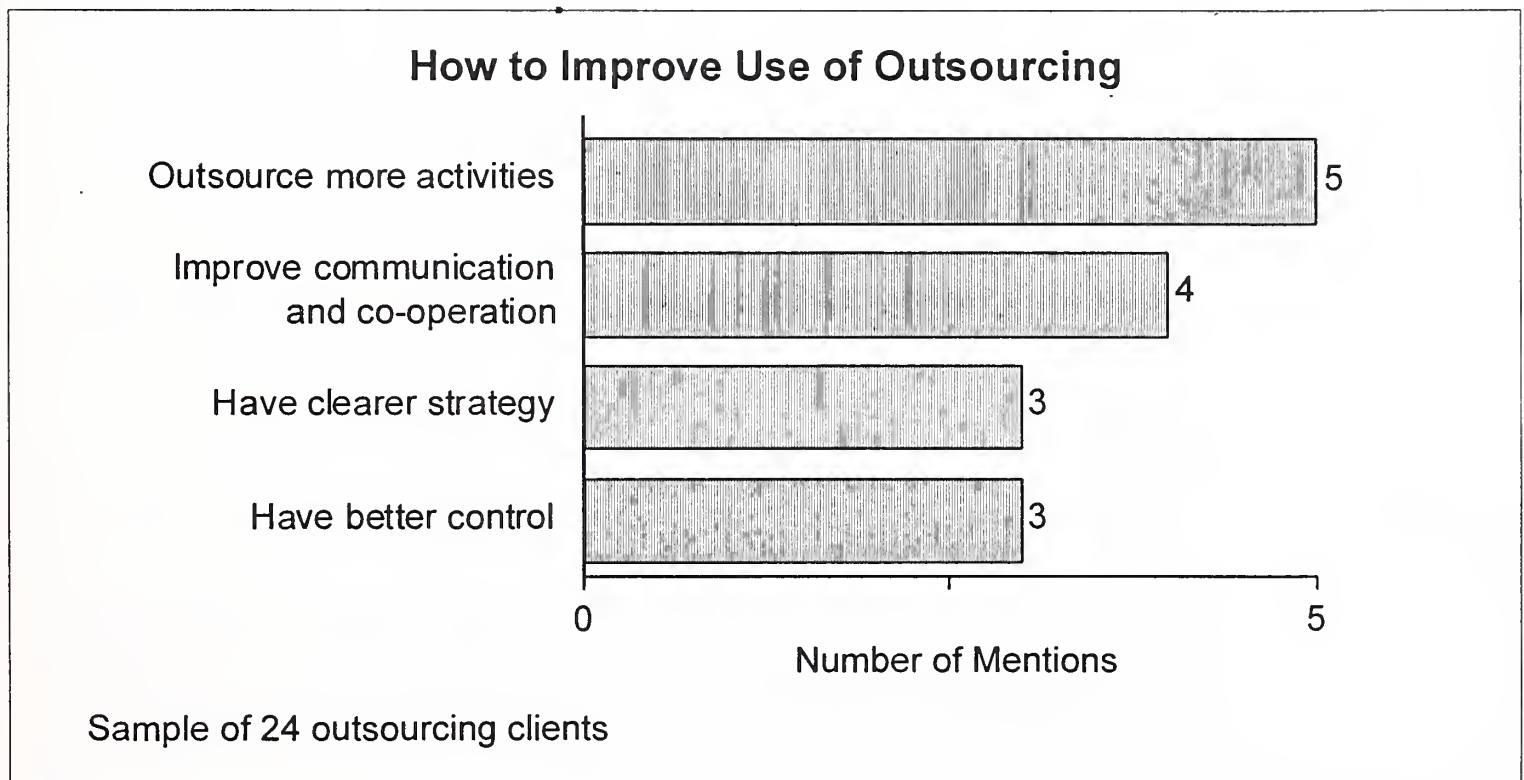 How to Improve Use of Outsourcing
Outsource more activities
5
Improve communication
and co-operation
4
Have clearer strategy
3
Have better control
3
0
5
Number of Mentions
Sample of 24 outsourcing clients